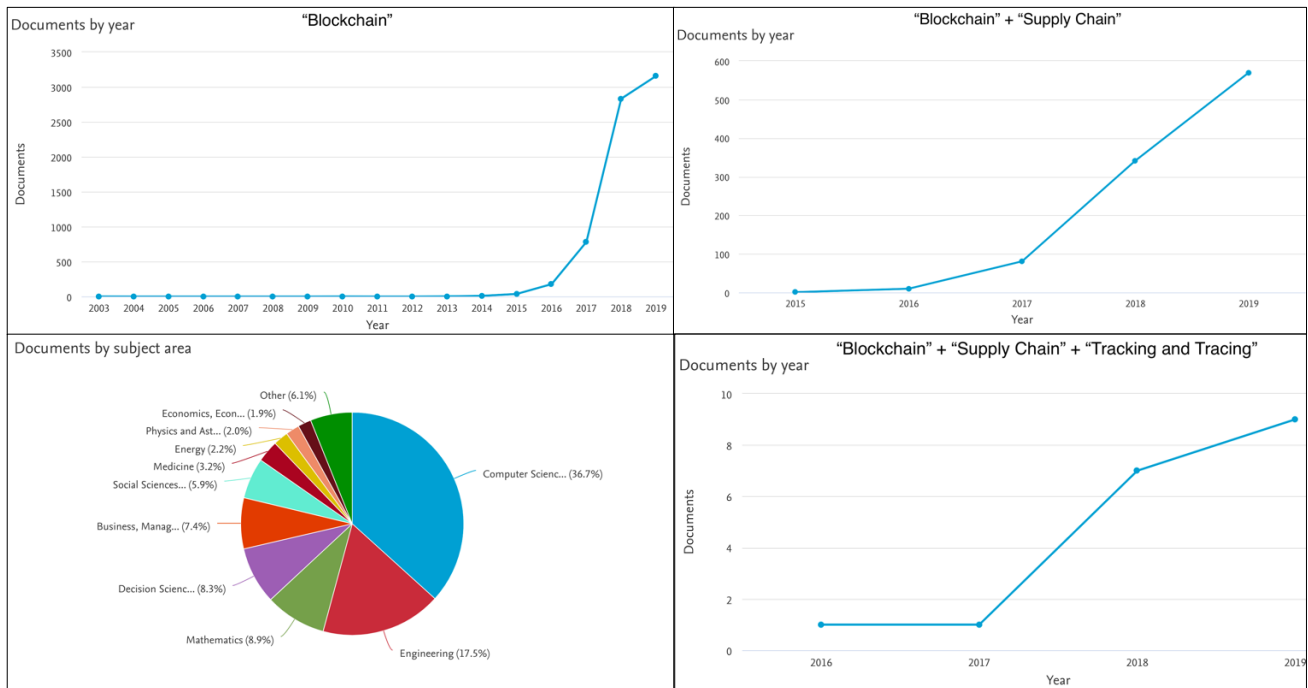 “Blockchain”
Documents by year
3500
3000
2500
2000
1500
1000
500
0
Documents
2003 2004 2005 2006 2007 2008 2009 2010 2011 2012 2013 2014 2015 2016 2017 2018 2019
Year
“Blockchain” + “Supply Chain”
Documents by year
600
500
400
300
200
100
0
Documents
2015 2016 2017 2018 2019
Year
Documents by subject area
Other (6.1%)
Economics, Econ... (1.9%)
Physics and Ast... (2.0%)
Energy (2.2%)
Medicine (3.2%)
Social Sciences... (5.9%)
Business, Manag... (7.4%)
Decision Scienc... (8.3%)
Mathematics (8.9%)
Engineering (17.5%)
Computer Scienc... (36.7%)
“Blockchain” + “Supply Chain” + “Tracking and Tracing”
Documents by year
10
8
6
4
2
0
Documents
2016 2017 2018 2019
Year